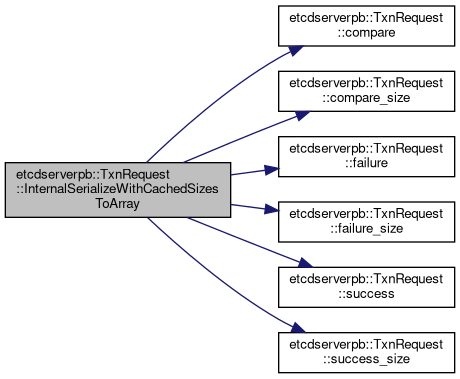 etcdserverpb::TxnRequest
::InternalSerializeWithCachedSizes
ToArray
etcdserverpb::TxnRequest
::compare
etcdserverpb::TxnRequest
::compare_size
etcdserverpb::TxnRequest
::failure
etcdserverpb::TxnRequest
::failure_size
etcdserverpb::TxnRequest
::success
etcdserverpb::TxnRequest
::success_size